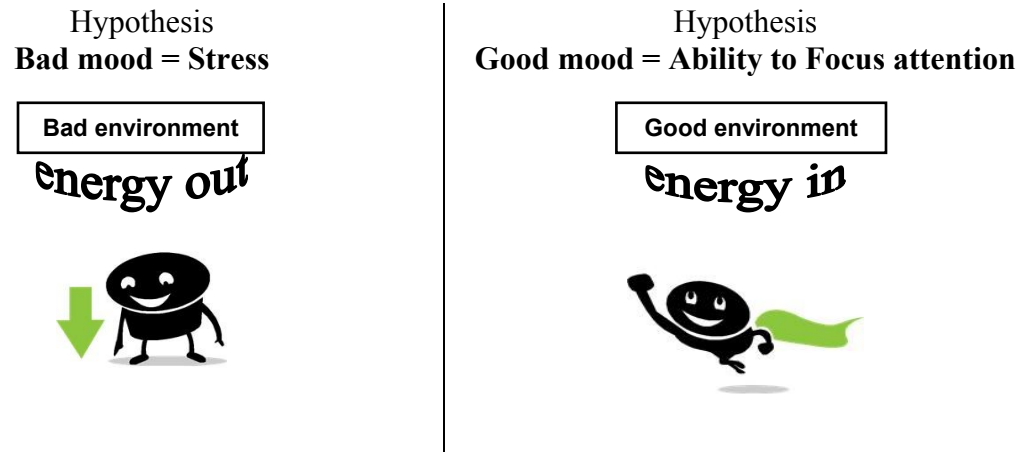 Hypothesis
Bad mood = Stress
Bad environment
energy out
Hypothesis
Good mood = Ability to Focus attention
Good environment
energy in